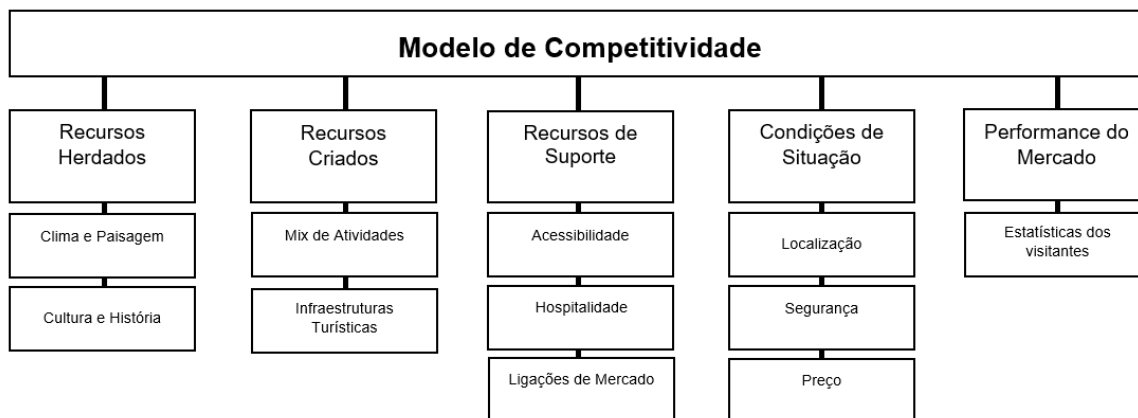 Modelo de Competitividade
Recursos
Herdados
Clima e Paisagem
Cultura e História
Recursos
Criados
Mix de Atividades
Infraestruturas
Turísticas
Recursos de
Suporte
Acessibilidade
Hospitalidade
Ligações de Mercado
Condições de
Situação
Localização
Segurança
Preço
Performance do
Mercado
Estatísticas dos
visitantes